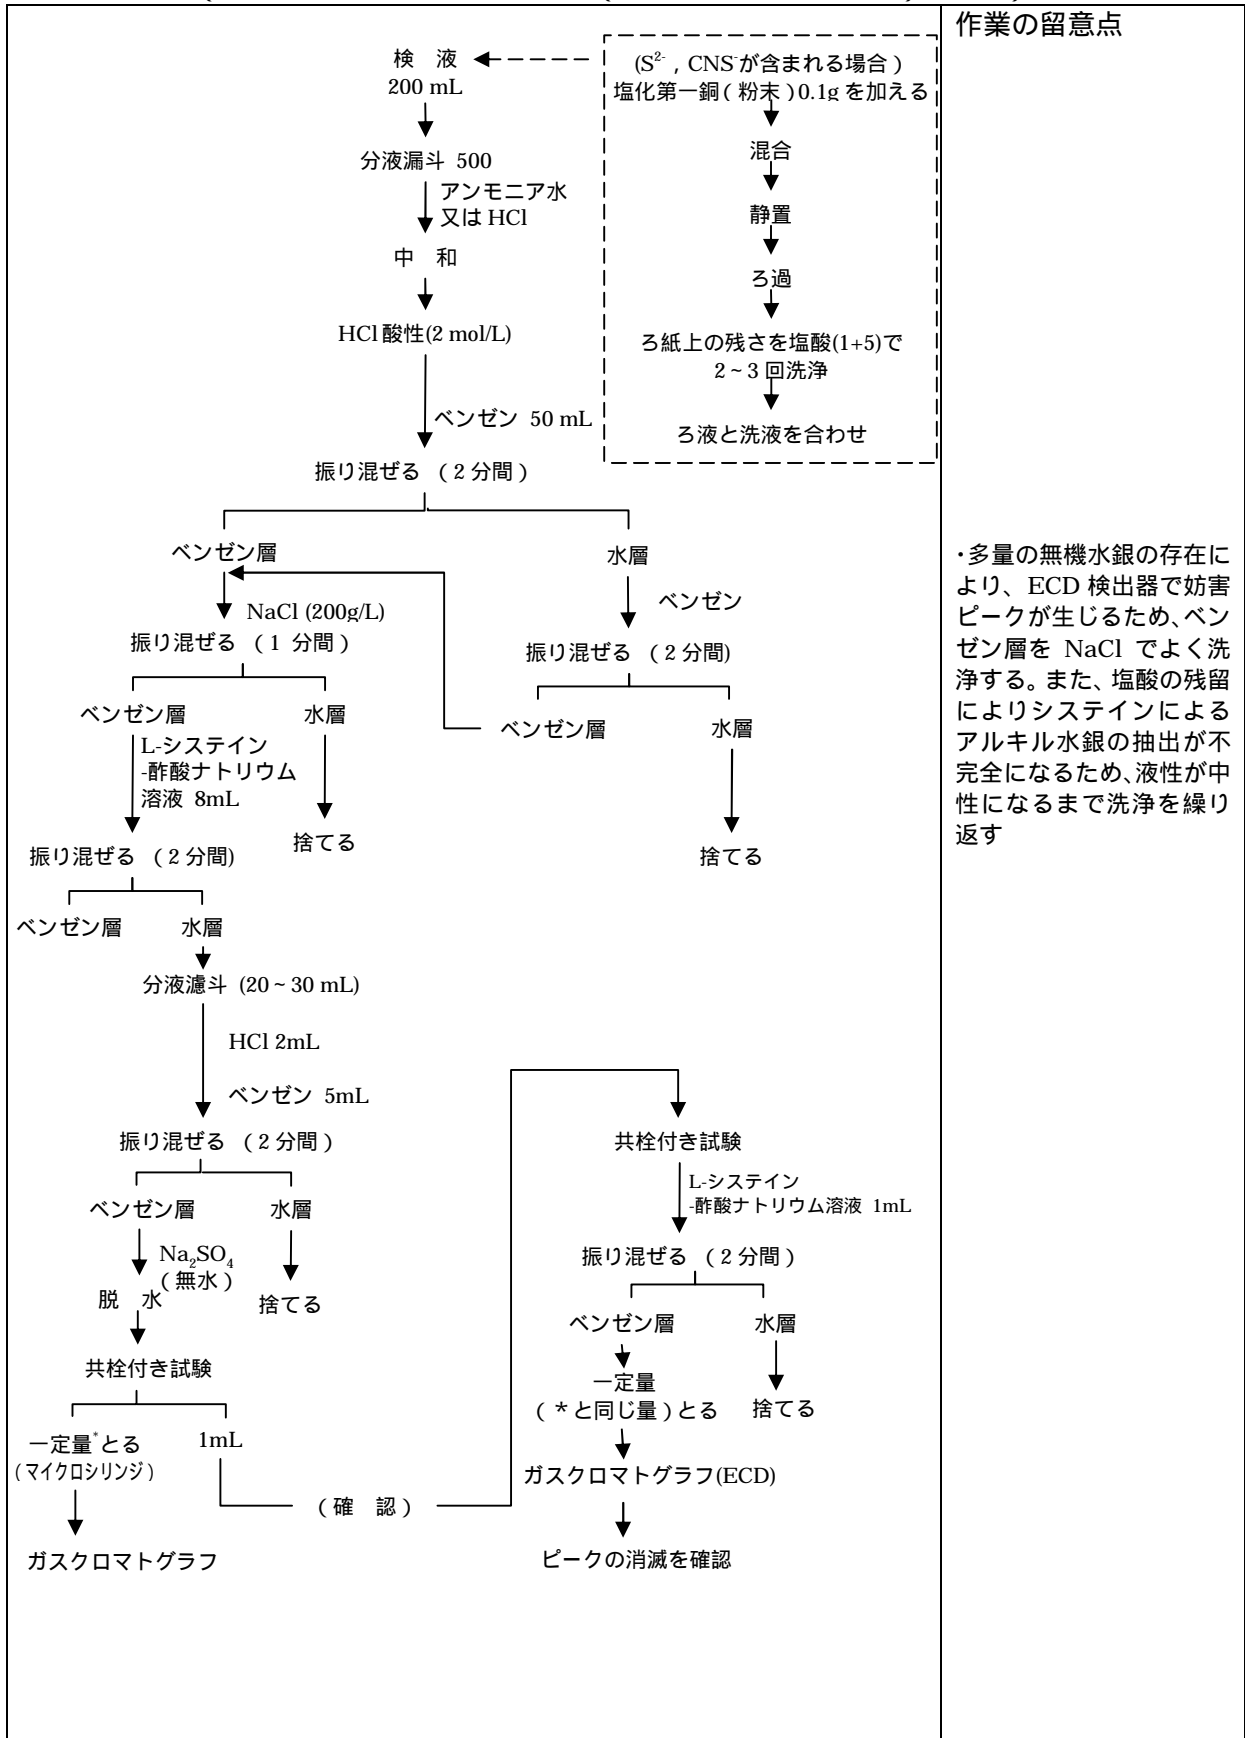 作業の留意点
検　液
200 mL
(S²⁻ , CNS⁻が含まれる場合）
塩化第一銅（粉末）0.1g を加える
混合
静置
ろ過
ろ紙上の残さを塩酸(1+5)で
2～3 回洗浄
ろ液と洗液を合わせ
分液漏斗 500
アンモニア水
又は HCl
中　和
HCl 酸性(2 mol/L)
ベンゼン 50 mL
振り混ぜる （２分間）
ベンゼン層
水層
NaCl (200g/L)
ベンゼン
振り混ぜる （１ 分間）
振り混ぜる （２分間)
ベンゼン層
水層
ベンゼン層
水層
L-システイン
-酢酸ナトリウム
溶液 8mL
捨てる
捨てる
振り混ぜる （２分間)
ベンゼン層
水層
分液濾斗 (20～30 mL)
HCl 2mL
ベンゼン 5mL
振り混ぜる （２分間）
ベンゼン層
水層
Na₂SO₄
（無水）
脱　水
捨てる
共栓付き試験
一定量*とる
（マイクロシリンジ）
1mL
（確　認）
ガスクロマトグラフ
共栓付き試験
L-システイン
-酢酸ナトリウム溶液 1mL
振り混ぜる （２分間）
ベンゼン層
水層
一定量
（＊と同じ量）とる
捨てる
ガスクロマトグラフ(ECD)
ピークの消滅を確認
・多量の無機水銀の存在に
より、ECD 検出器で妨害
ピークが生じるため、ベン
ゼン層を NaCl でよく洗
浄する。また、塩酸の残留
によりシステインによる
アルキル水銀の抽出が不
完全になるため、液性が中
性になるまで洗浄を繰り
返す